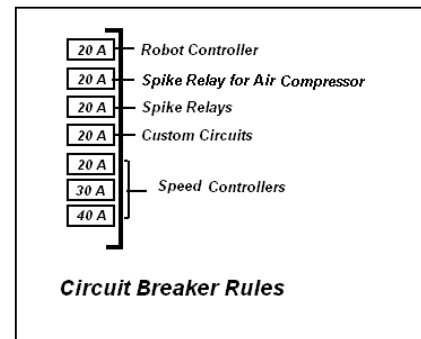 20 A Robot Controller
20 A Spike Relay for Air Compressor
20 A Spike Relays
20 A Custom Circuits
20 A
30 A Speed Controllers
40 A
Circuit Breaker Rules